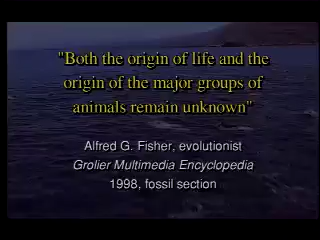 "Both the origin of life and the
origin of the major groups of
animals remain unknown"
Alfred G. Fisher, evolutionist
Grolier Multimedia Encyclopedia
1998, fossil section